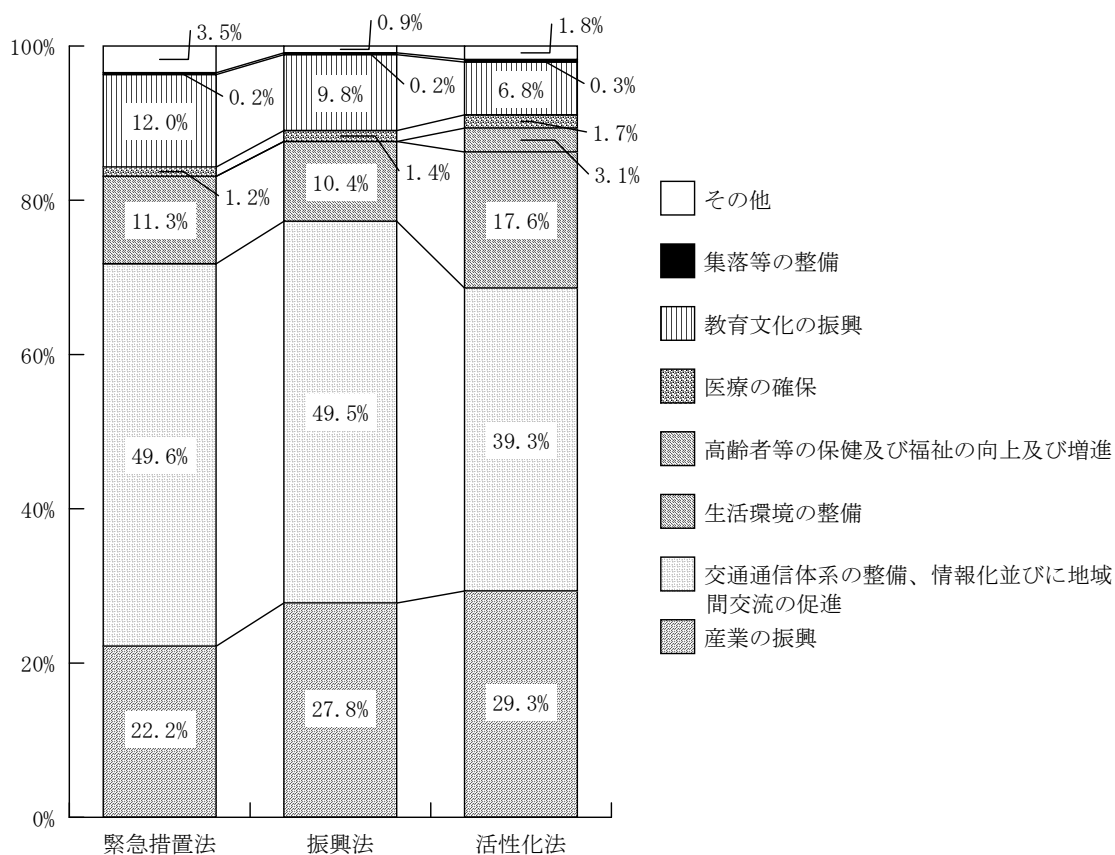 3.5%
0.9%
1.8%
100%
0.2%
0.2%
0.3%
12.0%
9.8%
6.8%
1.7%
1.2%
1.4%
3.1%
80%
11.3%
10.4%
17.6%
その他
集落等の整備
教育文化の振興
60%
医療の確保
49.6%
49.5%
39.3%
高齢者等の保健及び福祉の向上及び増進
40%
生活環境の整備
交通通信体系の整備、情報化並びに地域
間交流の促進
20%
産業の振興
22.2%
27.8%
29.3%
0%
緊急措置法
振興法
活性化法